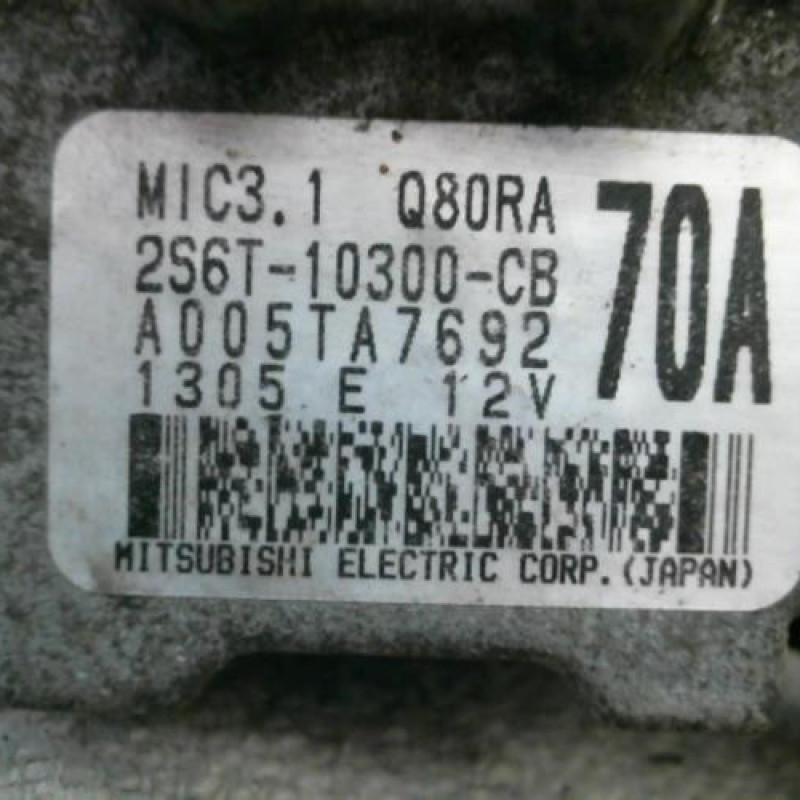 MIC3.1 Q80RA 70A
2S6T-10300-CB
A005TA7692
1305 E 12V
MITSUBISHI ELECTRIC CORP.(JAPAN)